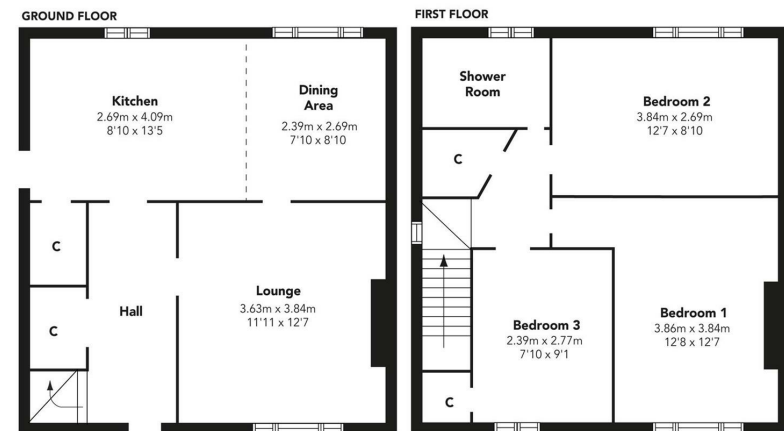 GROUND FLOOR
Kitchen
2.69m x 4.09m
8'10 x 13'5
Dining
Area
2.39m x 2.69m
7'10 x 8'10
C
C
Hall
Lounge
3.63m x 3.84m
11'11 x 12'7
FIRST FLOOR
Shower
Room
Bedroom 2
3.84m x 2.69m
12'7 x 8'10
C
Bedroom 3
2.39m x 2.77m
7'10 x 9'1
Bedroom 1
3.86m x 3.84m
12'8 x 12'7
C